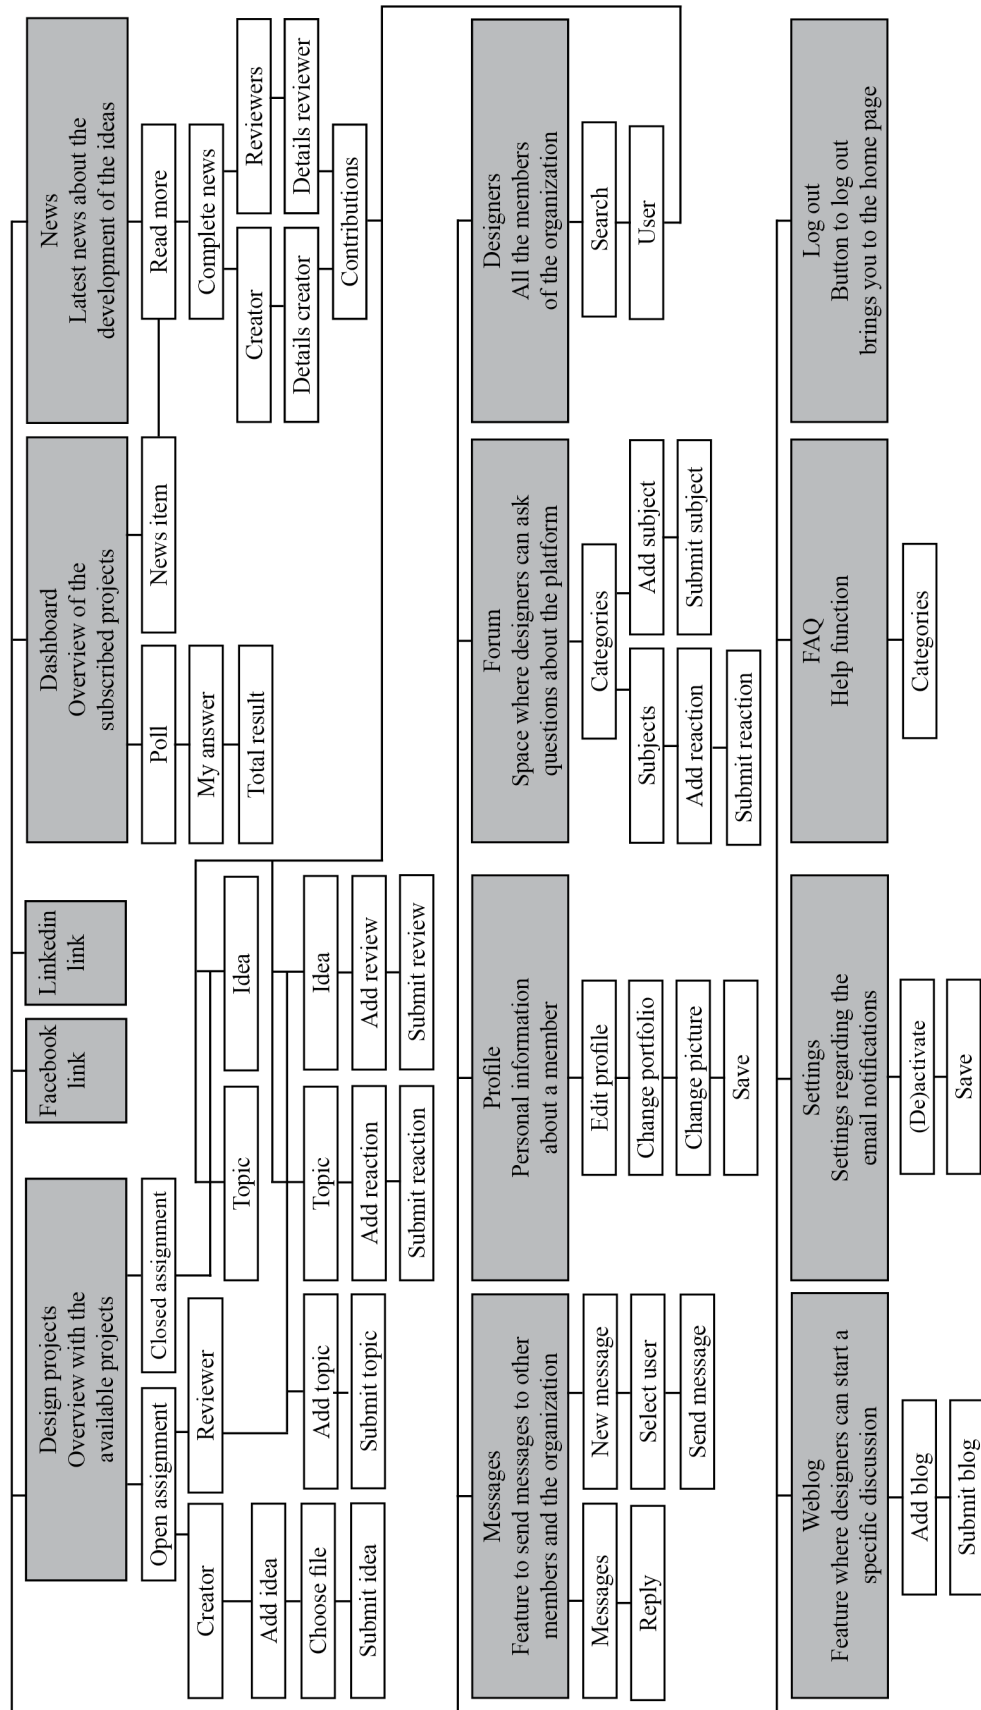 Design projects
Overview with the
available projects
Open assignment
Closed assignment
Creator
Reviewer
Add idea
Choose file
Submit idea
Add topic
Submit topic
Topic
Idea
Topic
Add reaction
Submit reaction
Idea
Add review
Submit review
Facebook
link
Linkedin
link
Dashboard
Overview of the
subscribed projects
Poll
My answer
Total result
News item
News
Latest news about the
development of the ideas
Read more
Complete news
Creator
Details creator
Reviewers
Details reviewer
Contributions
Messages
Feature to send messages to other
members and the organization
Messages
Reply
New message
Select user
Send message
Profile
Personal information
about a member
Edit profile
Change portfolio
Change picture
Save
Forum
Space where designers can ask
questions about the platform
Categories
Subjects
Add reaction
Submit reaction
Add subject
Submit subject
Designers
All the members
of the organization
Search
User
Weblog
Feature where designers can start a
specific discussion
Add blog
Submit blog
Settings
Settings regarding the
email notifications
(De)activate
Save
FAQ
Help function
Categories
Log out
Button to log out
brings you to the home page